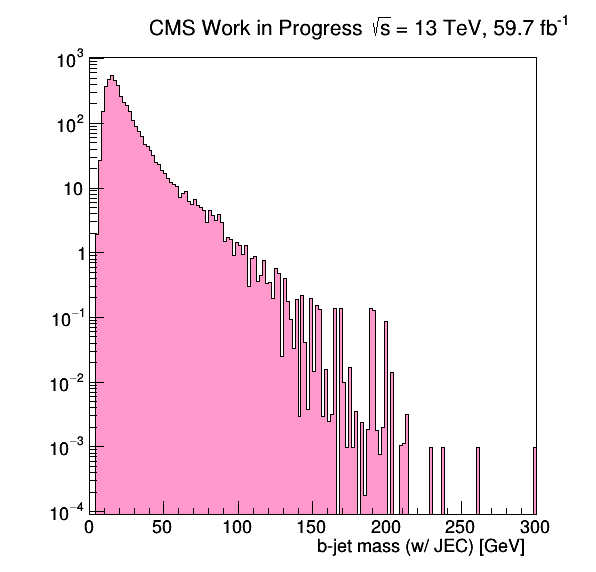 CMS Work in Progress √s = 13 TeV, 59.7 fb⁻¹
10³
10²
10
1
10⁻¹
10⁻²
10⁻³
10⁻⁴
0 50 100 150 200 250 300
b-jet mass (w/ JEC) [GeV]